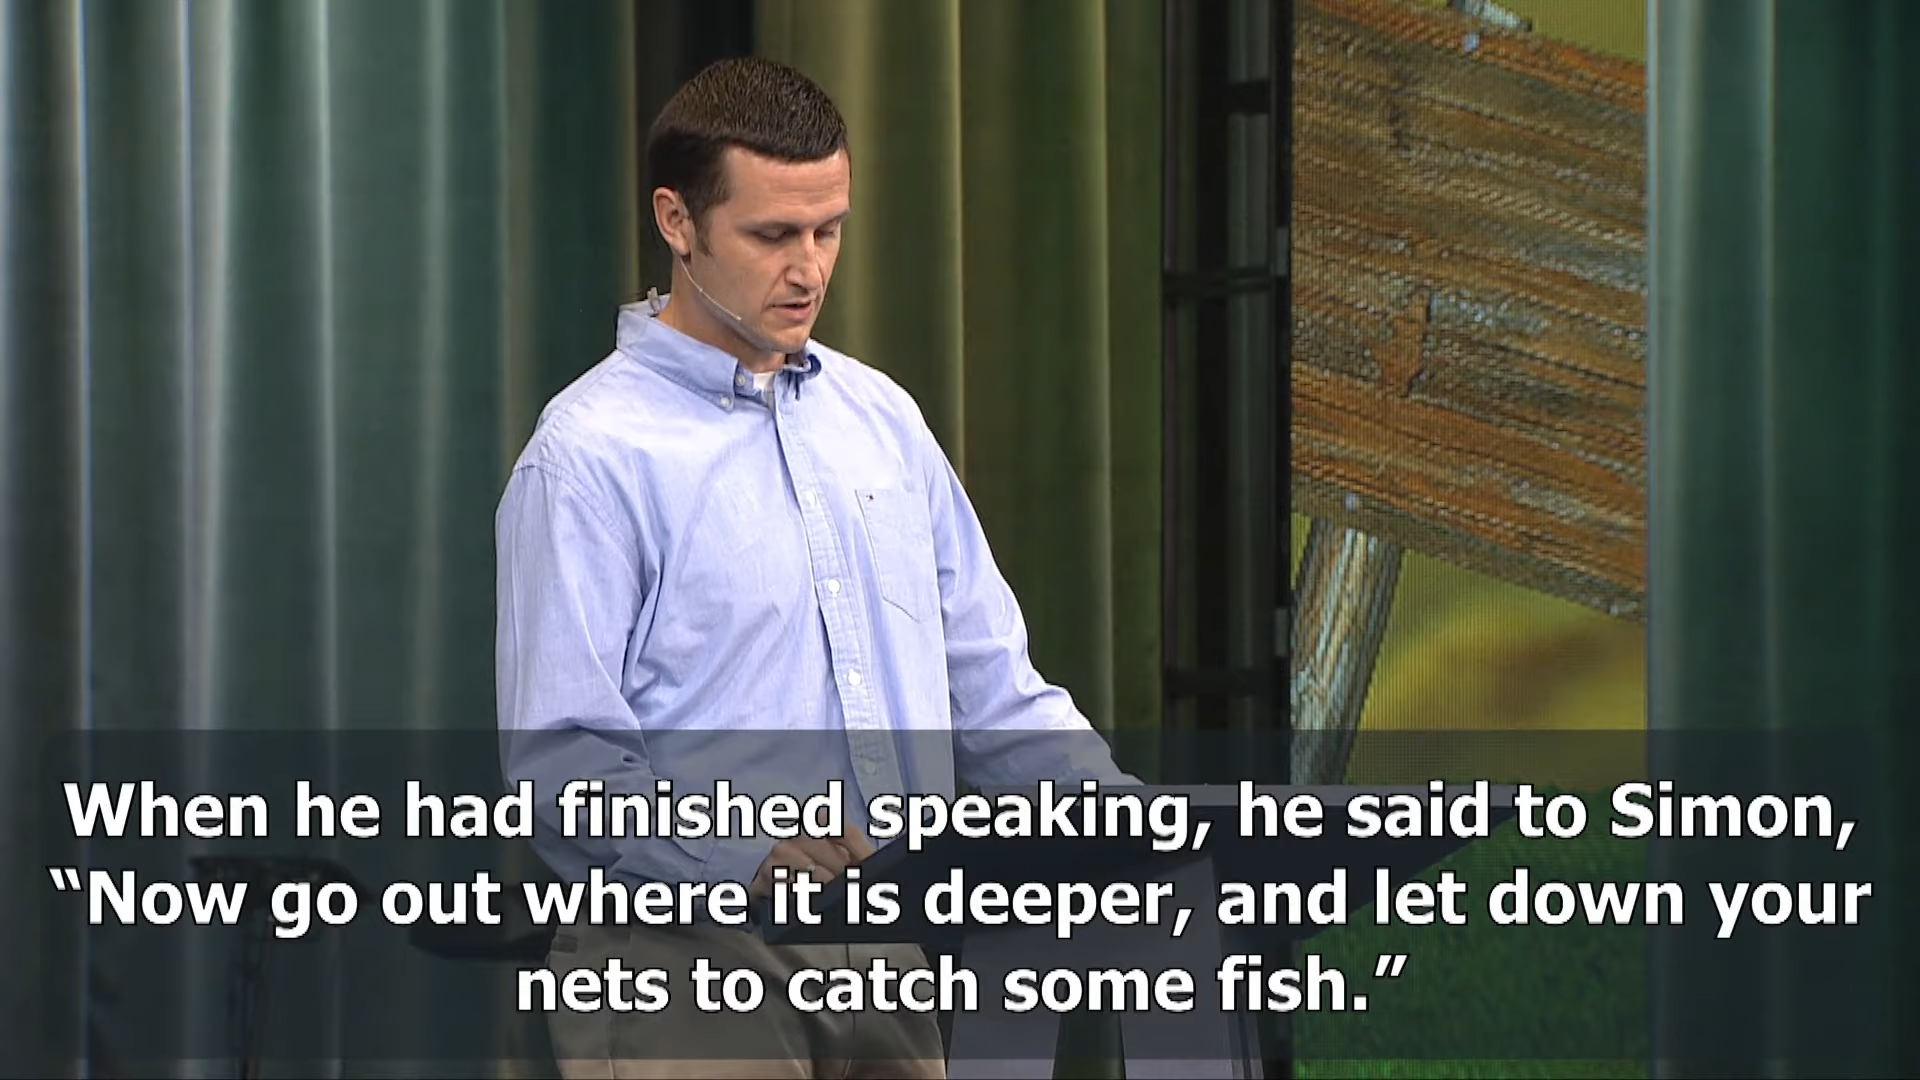 When he had finished speaking, he said to Simon,
“Now go out where it is deeper, and let down your
nets to catch some fish.”